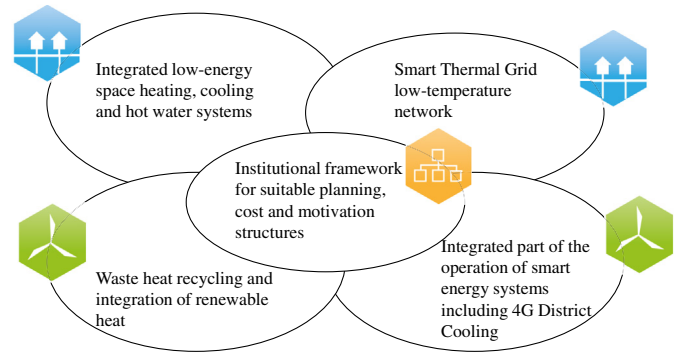 Integrated low-energy
space heating, cooling
and hot water systems
Smart Thermal Grid
low-temperature
network
Institutional framework
for suitable planning,
cost and motivation
structures
Waste heat recycling and
integration of renewable
heat
Integrated part of the
operation of smart
energy systems
including 4G District
Cooling